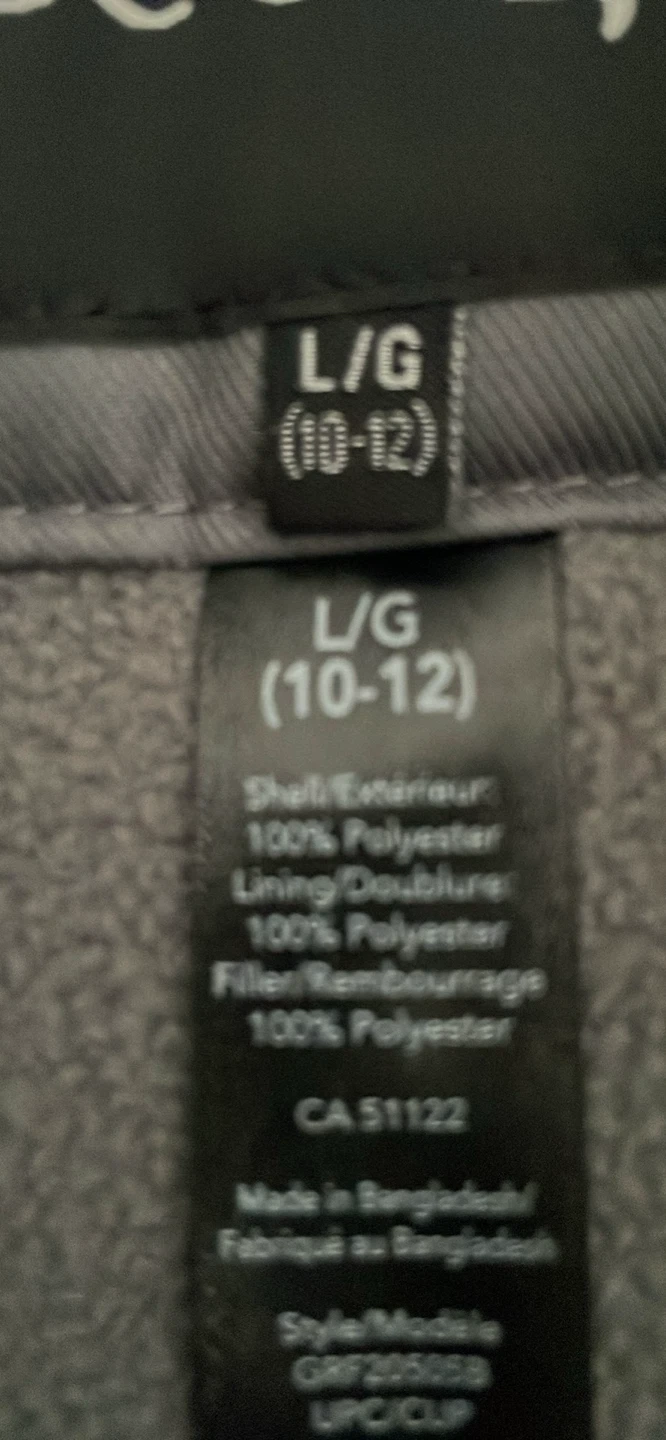 L/G
(10-12)
L/G
(10-12)
Shell/Extérieur:
100% Polyester
Lining/Doublure:
100% Polyester
Filler/Rembourrage
100% Polyester
CA 51122
Made in Bangladesh/
Fabriqué au Bangladesh
Style/Modèle
UPC/CUP